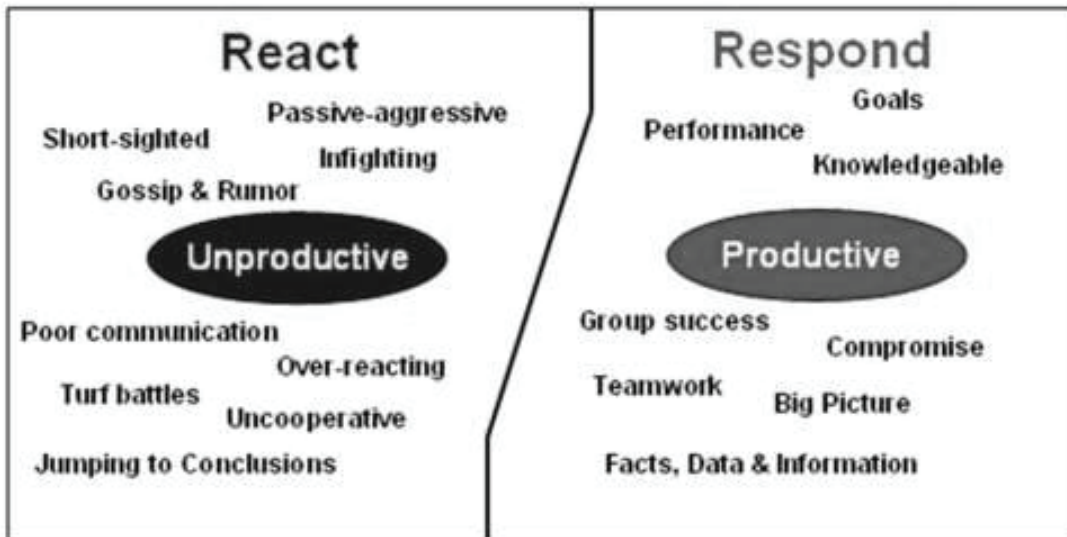 React
Passive-aggressive
Short-sighted
Infighting
Gossip & Rumor
Unproductive
Poor communication
Over-reacting
Turf battles
Uncooperative
Jumping to Conclusions
Respond
Goals
Performance
Knowledgeable
Productive
Group success
Compromise
Teamwork
Big Picture
Facts, Data & Information